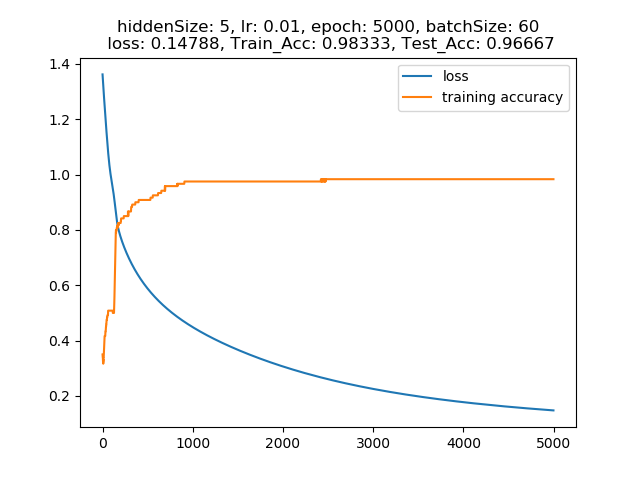 hiddenSize: 5, lr: 0.01, epoch: 5000, batchSize: 60
loss: 0.14788, Train_Acc: 0.98333, Test_Acc: 0.96667
1.4
1.2
1.0
0.8
0.6
0.4
0.2
loss
training accuracy
0 1000 2000 3000 4000 5000